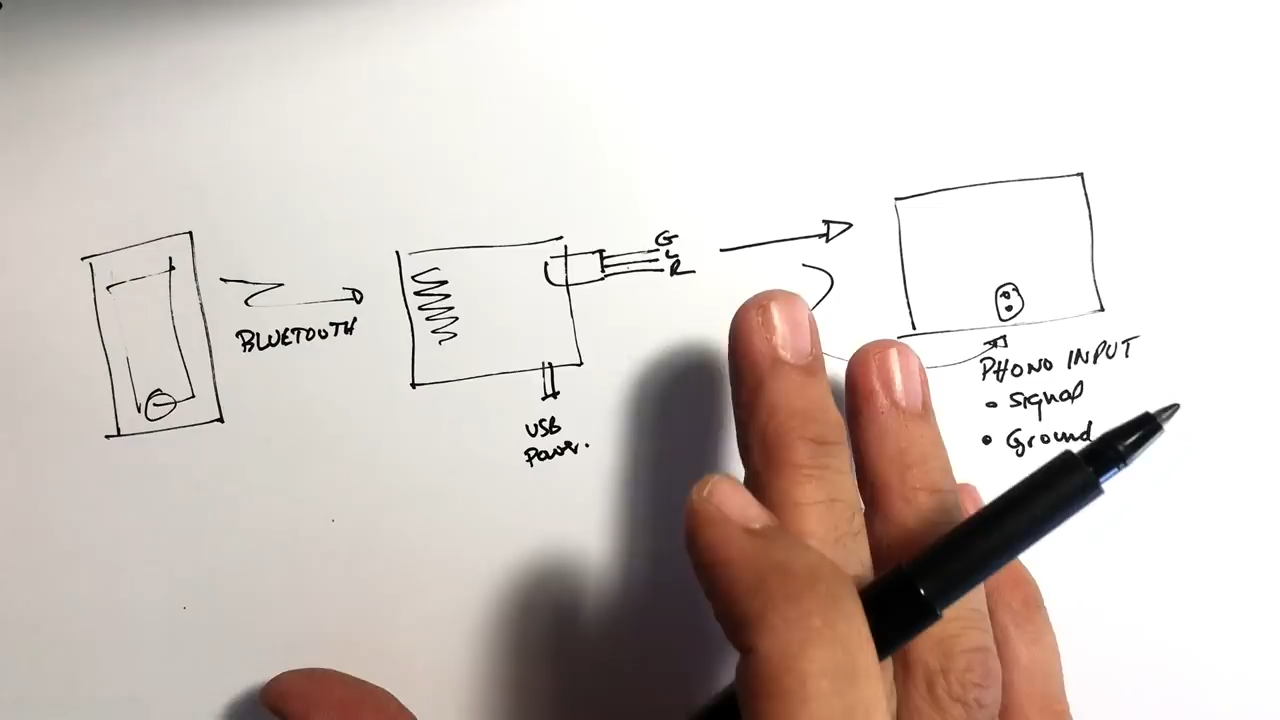 BLUETOOTH
G
L
R
USB
Power.
PHONO INPUT
• Signal
• Ground